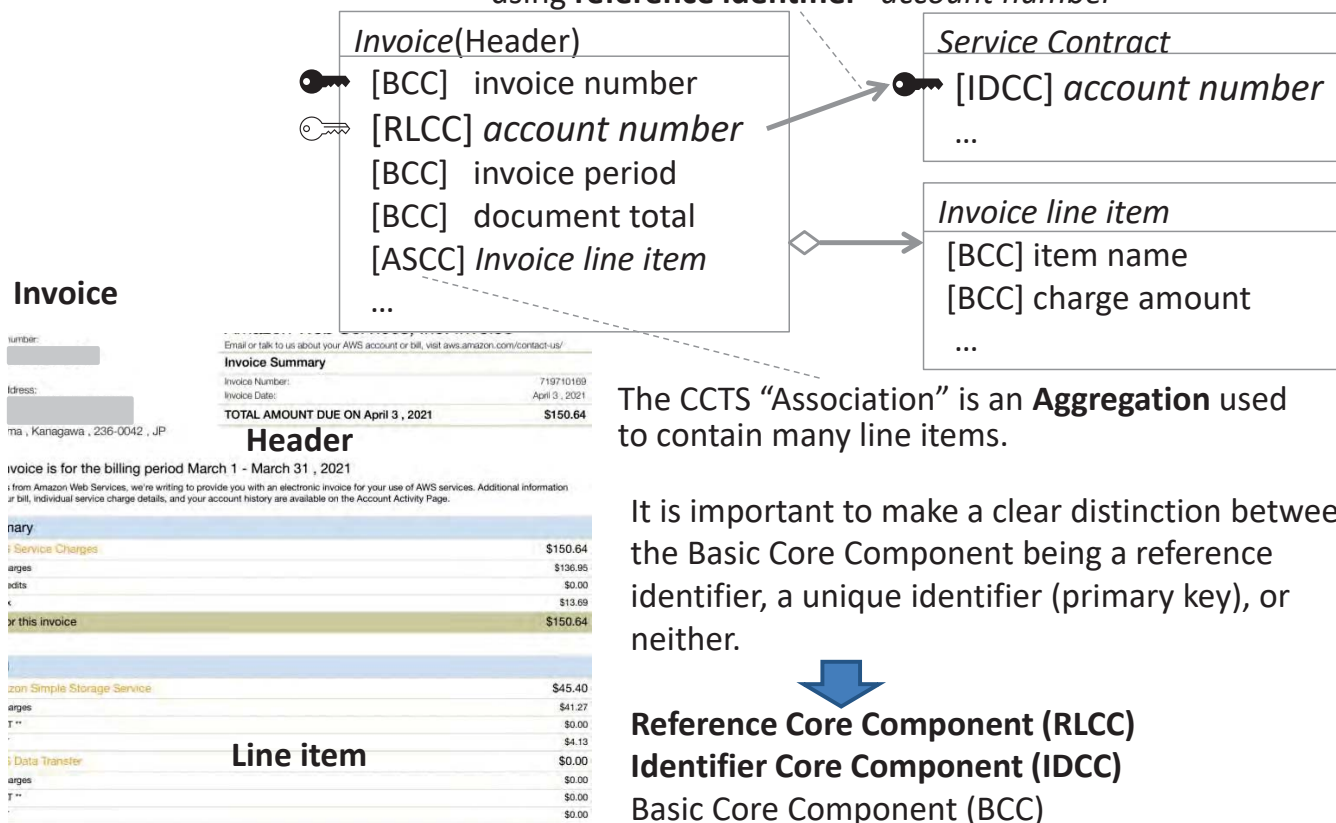 using reference identifier "account number"
Invoice(Header)
[BCC] invoice number
[RLCC] account number
[BCC] invoice period
[BCC] document total
[ASCC] Invoice line item
...
Service Contract
[IDCC] account number
...
Invoice line item
[BCC] item name
[BCC] charge amount
...
Invoice
Email or talk to us about your AWS account or bill, visit aws.amazon.com/contact-us/
Invoice Summary
Invoice Number: 719710169
Invoice Date: April 3 , 2021
TOTAL AMOUNT DUE ON April 3 , 2021 $150.64
ma , Kanagawa , 236-0042 , JP
Header
nvoice is for the billing period March 1 - March 31 , 2021
from Amazon Web Services, we're writing to provide you with an electronic invoice for your use of AWS services. Additional information
ur bill, individual service charge details, and your account history are available on the Account Activity Page.
mary
Service Charges $150.64
arges $136.95
edits $0.00
x $13.69
or this invoice $150.64
zon Simple Storage Service $45.40
arges $41.27
T ** $0.00
$4.13
Line item
Data Transfer $0.00
arges $0.00
T ** $0.00
$0.00
The CCTS “Association” is an Aggregation used
to contain many line items.
It is important to make a clear distinction betwee
the Basic Core Component being a reference
identifier, a unique identifier (primary key), or
neither.
Reference Core Component (RLCC)
Identifier Core Component (IDCC)
Basic Core Component (BCC)